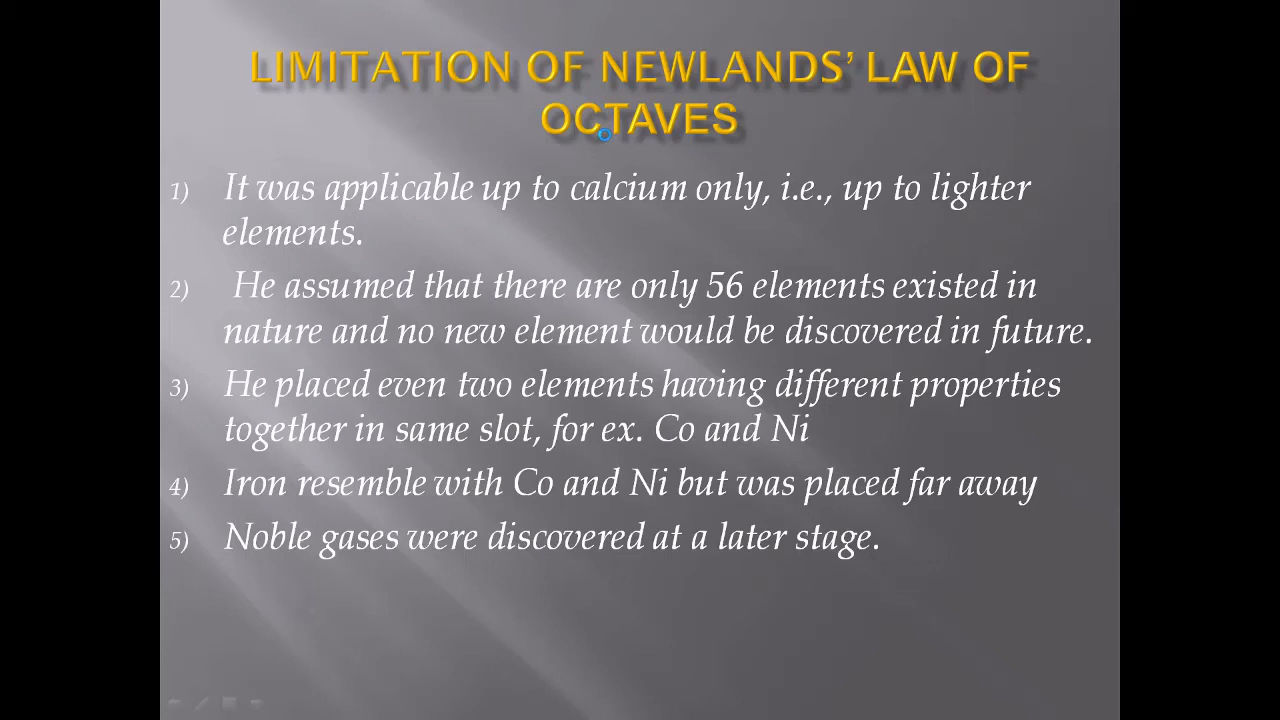 LIMITATION OF NEWLANDS’ LAW OF
OCTAVES
1) It was applicable up to calcium only, i.e., up to lighter
elements.
2) He assumed that there are only 56 elements existed in
nature and no new element would be discovered in future.
3) He placed even two elements having different properties
together in same slot, for ex. Co and Ni
4) Iron resemble with Co and Ni but was placed far away
5) Noble gases were discovered at a later stage.